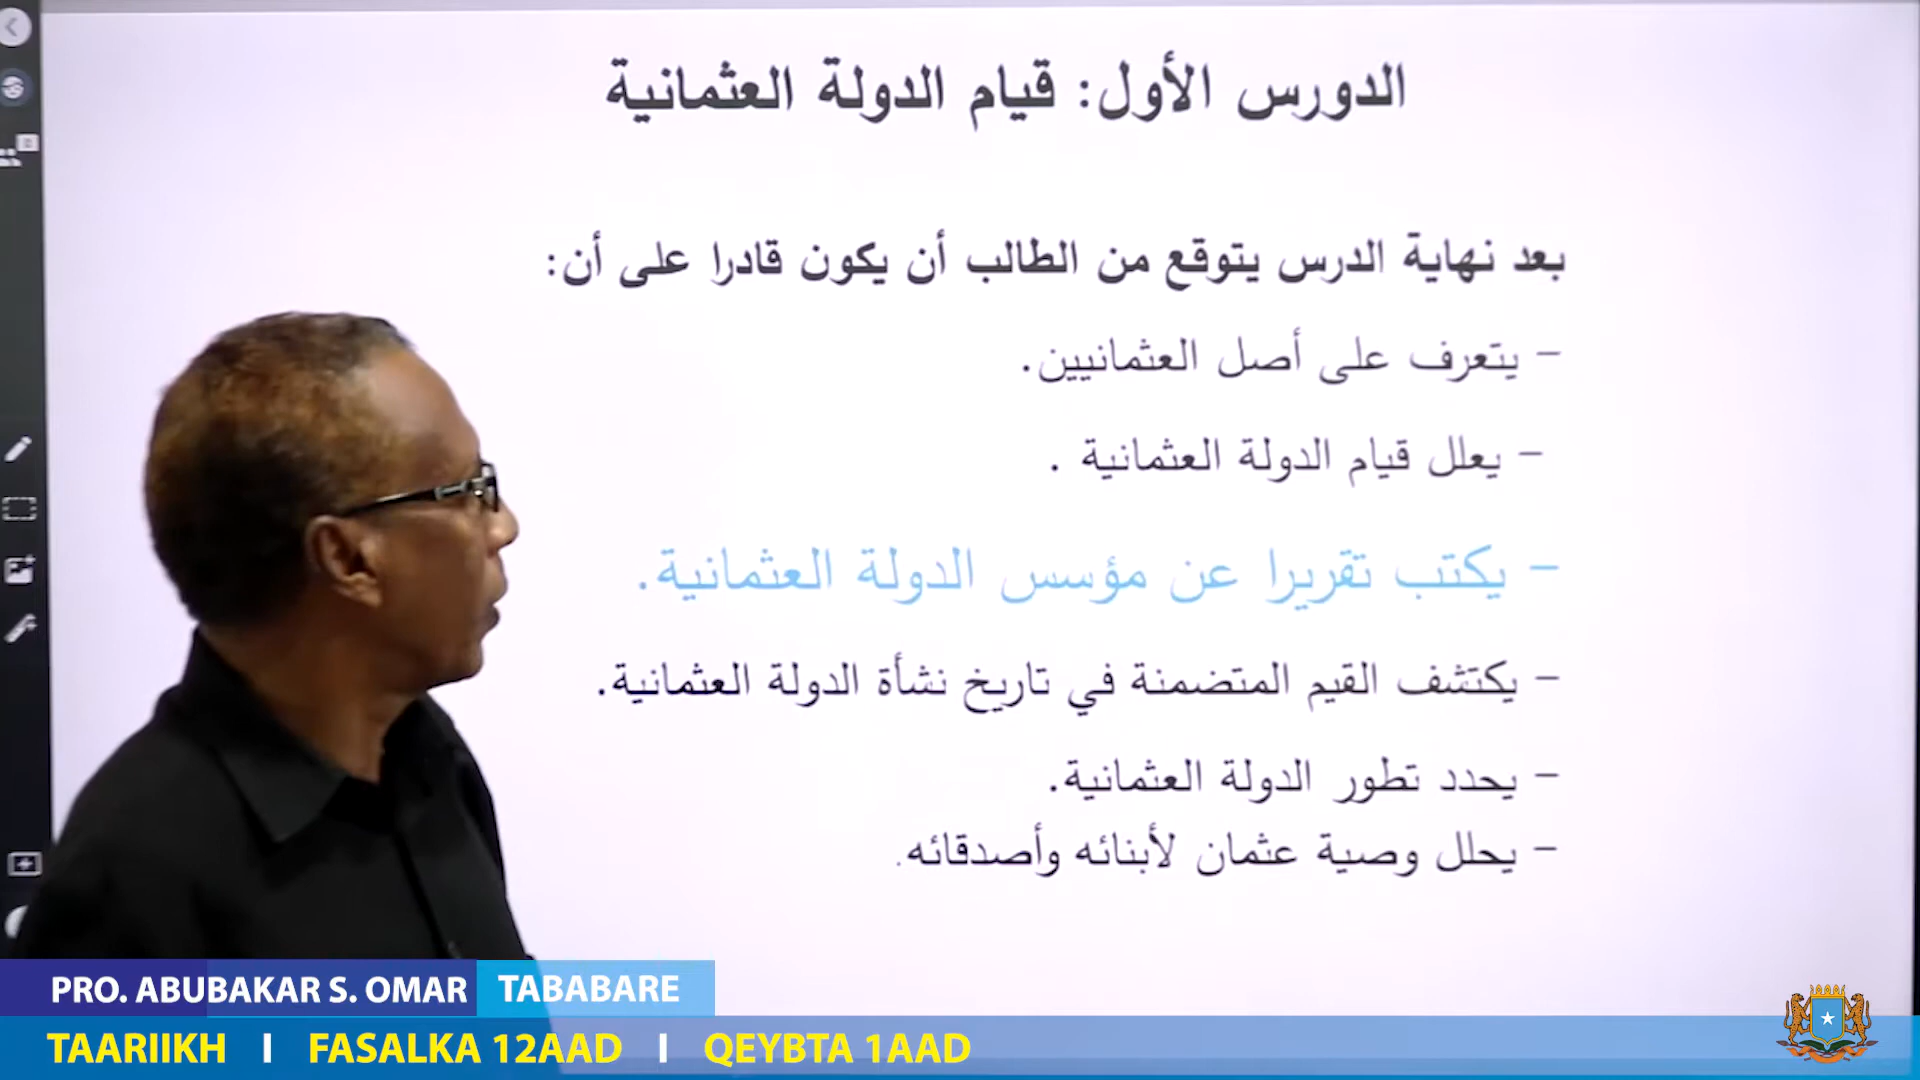 الدورس الأول: قيام الدولة العثمانية
بعد نهاية الدرس يتوقع من الطالب أن يكون قادرا على أن:
– يتعرف على أصل العثمانيين.
– يعلل قيام الدولة العثمانية .
– يكتب تقريرا عن مؤسس الدولة العثمانية.
– يكتشف القيم المتضمنة في تاريخ نشأة الدولة العثمانية.
– يحدد تطور الدولة العثمانية.
– يحلل وصية عثمان لأبنائه وأصدقائه.
PRO. ABUBAKAR S. OMAR TABABARE
TAARIIKH I FASALKA 12AAD I QEYBTA 1AAD